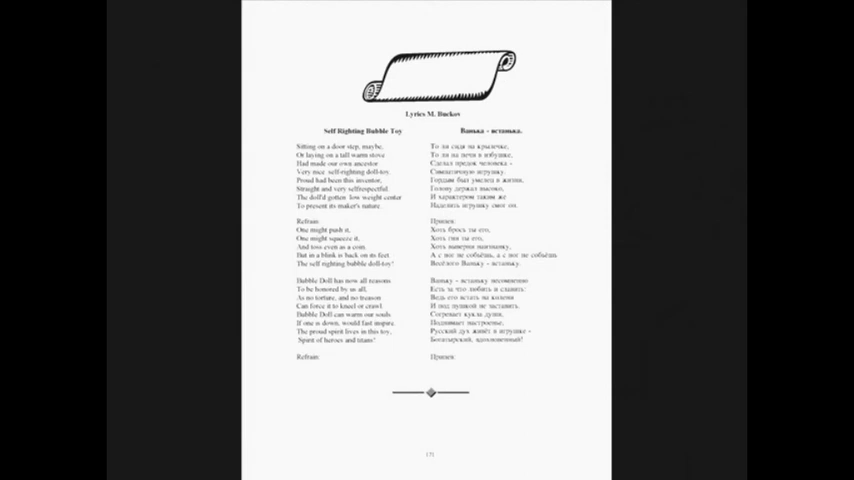 Lyrics M. Buckov
Self Righting Bubble Toy
Sitting on a door step, maybe,
Or laying on a tall warm stove
Had made our own ancestor
Very nice self-righting doll-toy.
Proud had been this inventor,
Straight and very selfrespectful.
The doll'd gotten low weight center
To present its maker's nature.
Refrain:
One might push it,
One might squeeze it,
And toss even as a coin.
But in a blink is back on its feet
The self righting bubble doll-toy!
Bubble Doll has now all reasons
To be honored by us all,
As no torture, and no treason
Can force it to kneel or crawl.
Bubble Doll can warm our souls
If one is down, would fast inspire.
The proud spirit lives in this toy,
Spirit of heroes and titans!
Refrain:
Ванька - встанька.
То ли сидя на крылечке,
То ли на печи в избушке,
Сделал предок человека -
Симпатичную игрушку.
Гордым был умелец в жизни,
Голову держал высоко,
И характером таким же
Наделить игрушку смог он.
Припев:
Хоть брось ты его,
Хоть гни ты его,
Хоть выверни наизнанку,
А с ног не собьёшь, а с ног не собьёшь
Весёлого Ваньку - встаньку.
Ваньку - встаньку несомненно
Есть за что любить и славить:
Ведь его встать на колени
И под пушкой не заставить.
Согревает кукла души,
Поднимает настроенье,
Русский дух живёт в игрушке -
Богатырский, вдохновенный!
Припев:
171